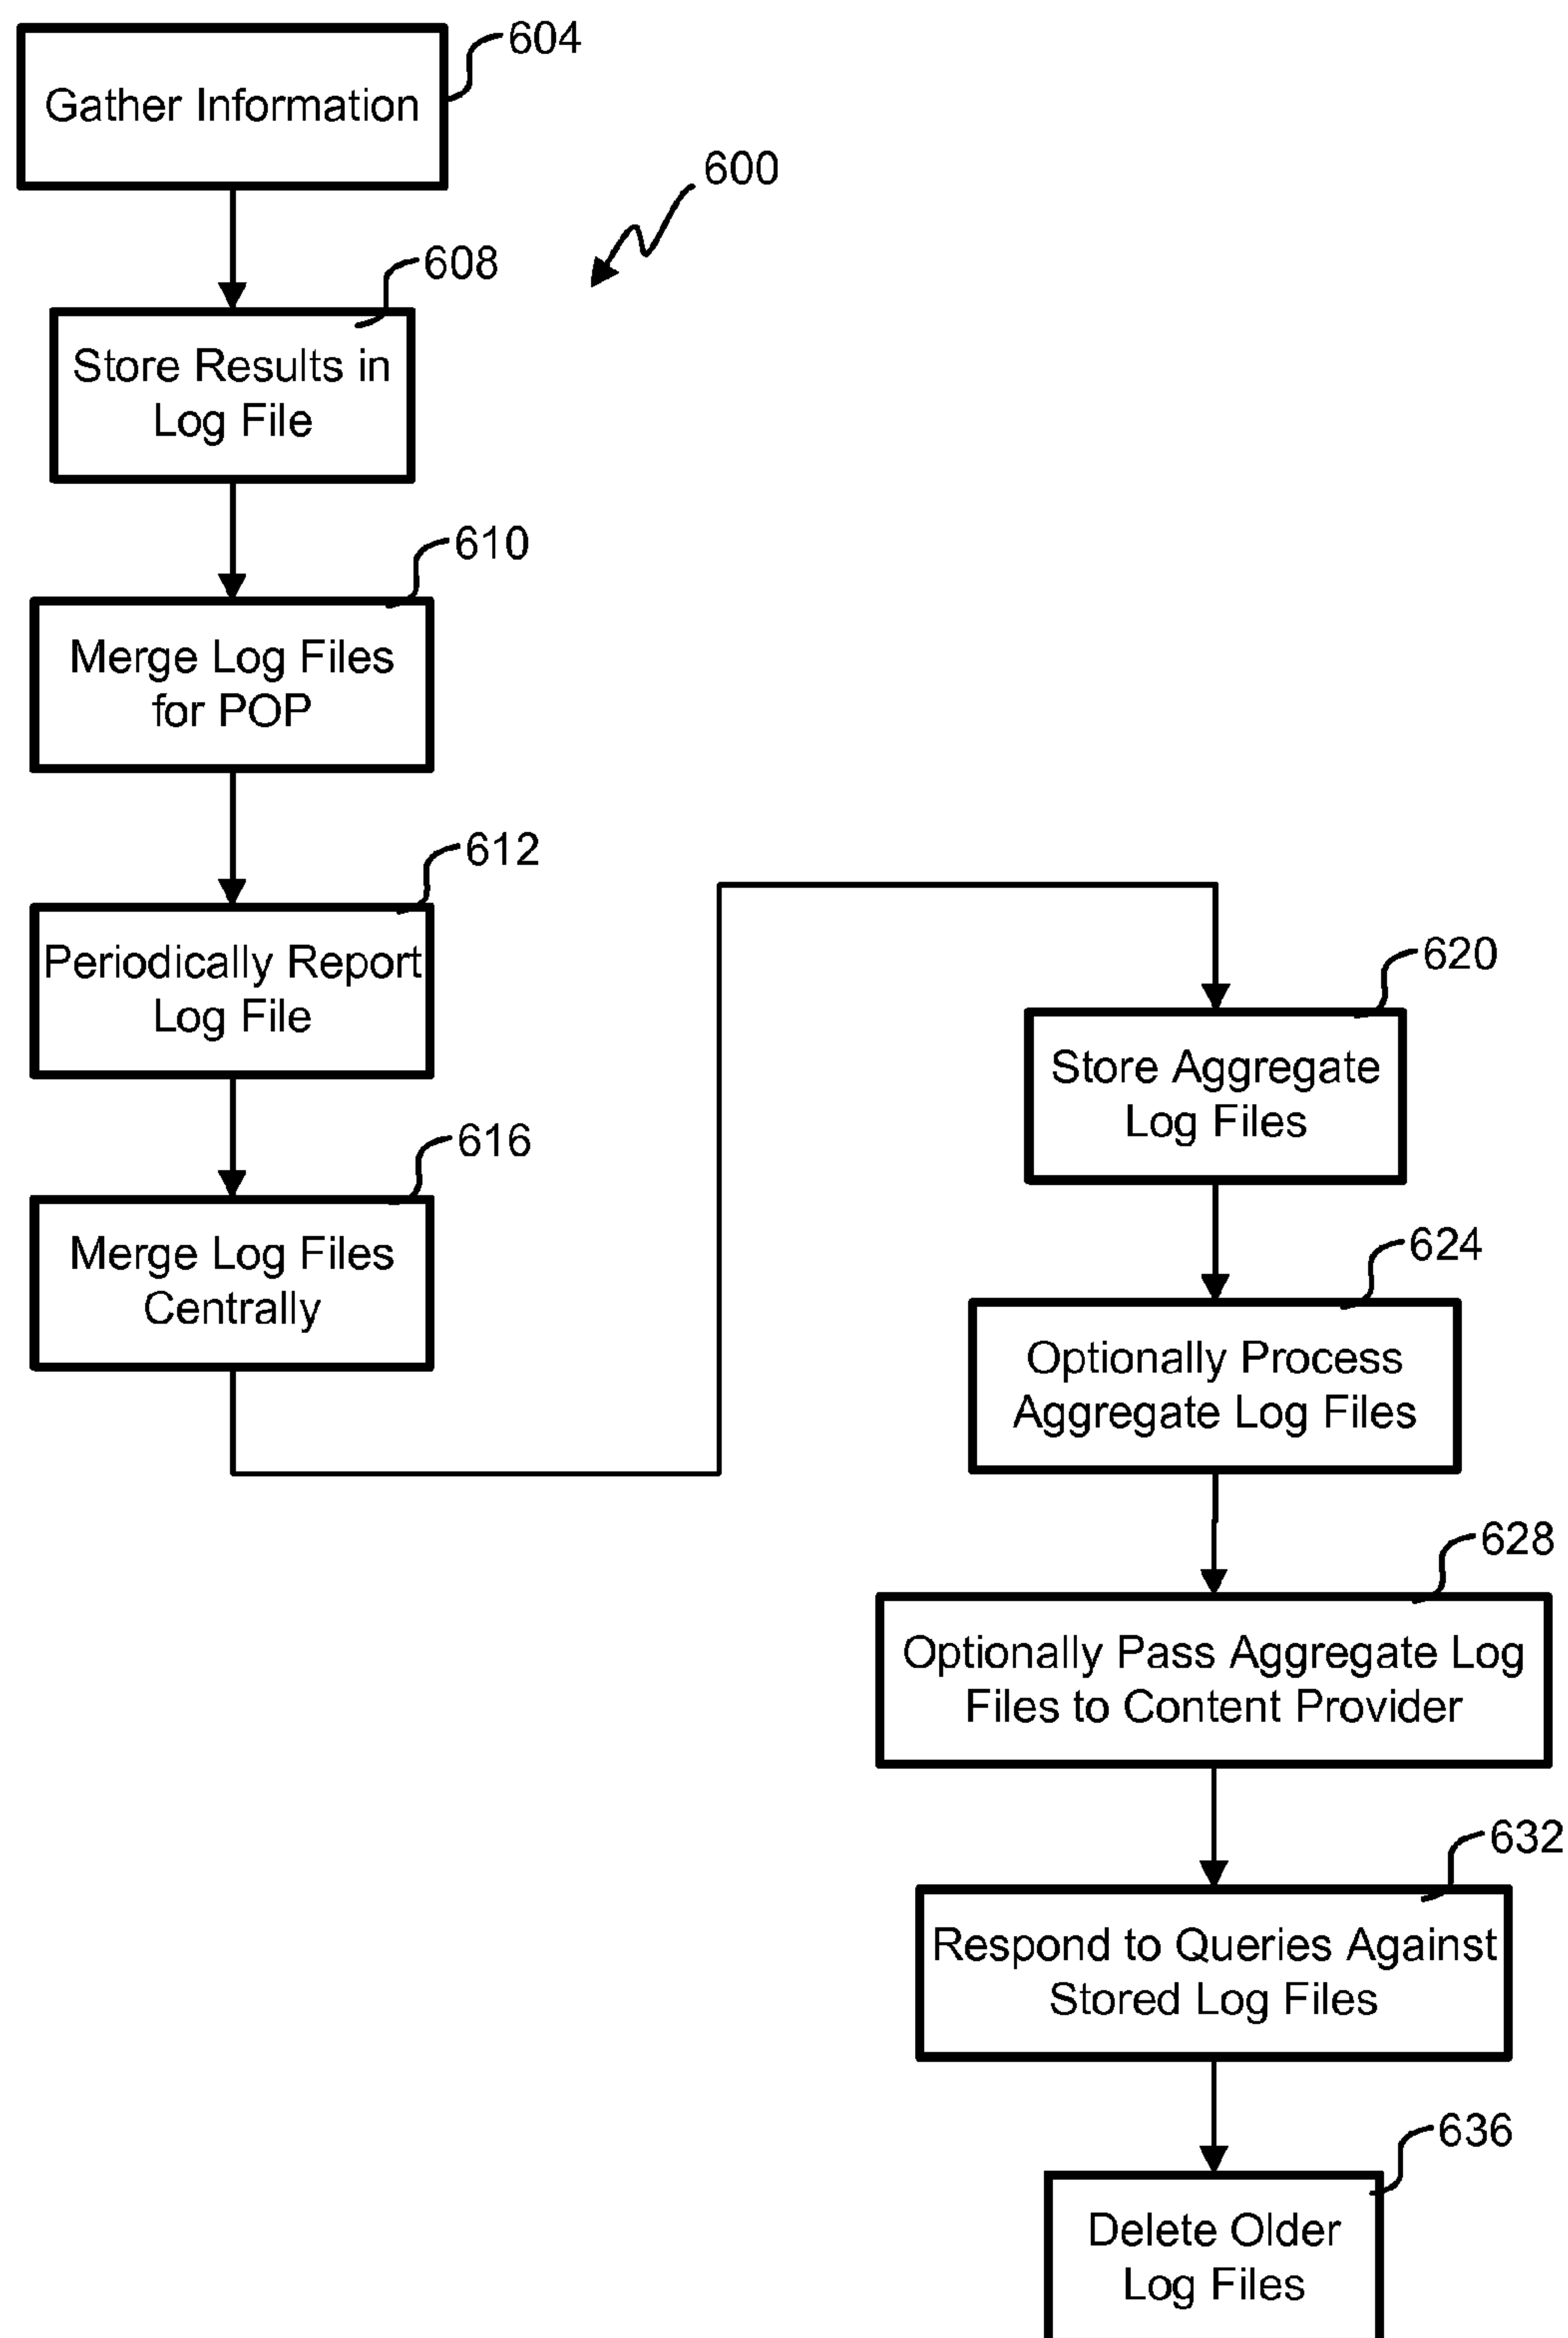 604
Gather Information
600
608
Store Results in
Log File
610
Merge Log Files
for POP
612
Periodically Report
Log File
616
Merge Log Files
Centrally
620
Store Aggregate
Log Files
624
Optionally Process
Aggregate Log Files
628
Optionally Pass Aggregate Log
Files to Content Provider
632
Respond to Queries Against
Stored Log Files
636
Delete Older
Log Files